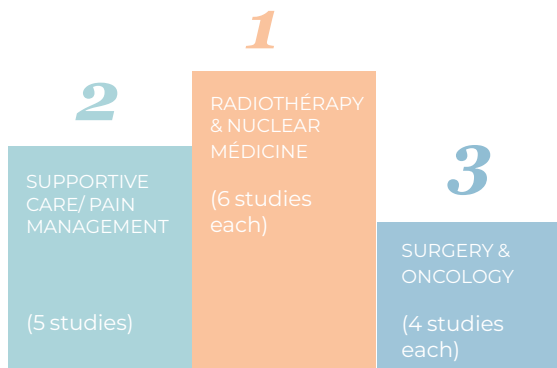 1
RADIOTHÉRAPY
& NUCLEAR
MÉDICINE
(6 studies
each)
2
SUPPORTIVE
CARE/ PAIN
MANAGEMENT
(5 studies)
3
SURGERY &
ONCOLOGY
(4 studies
each)